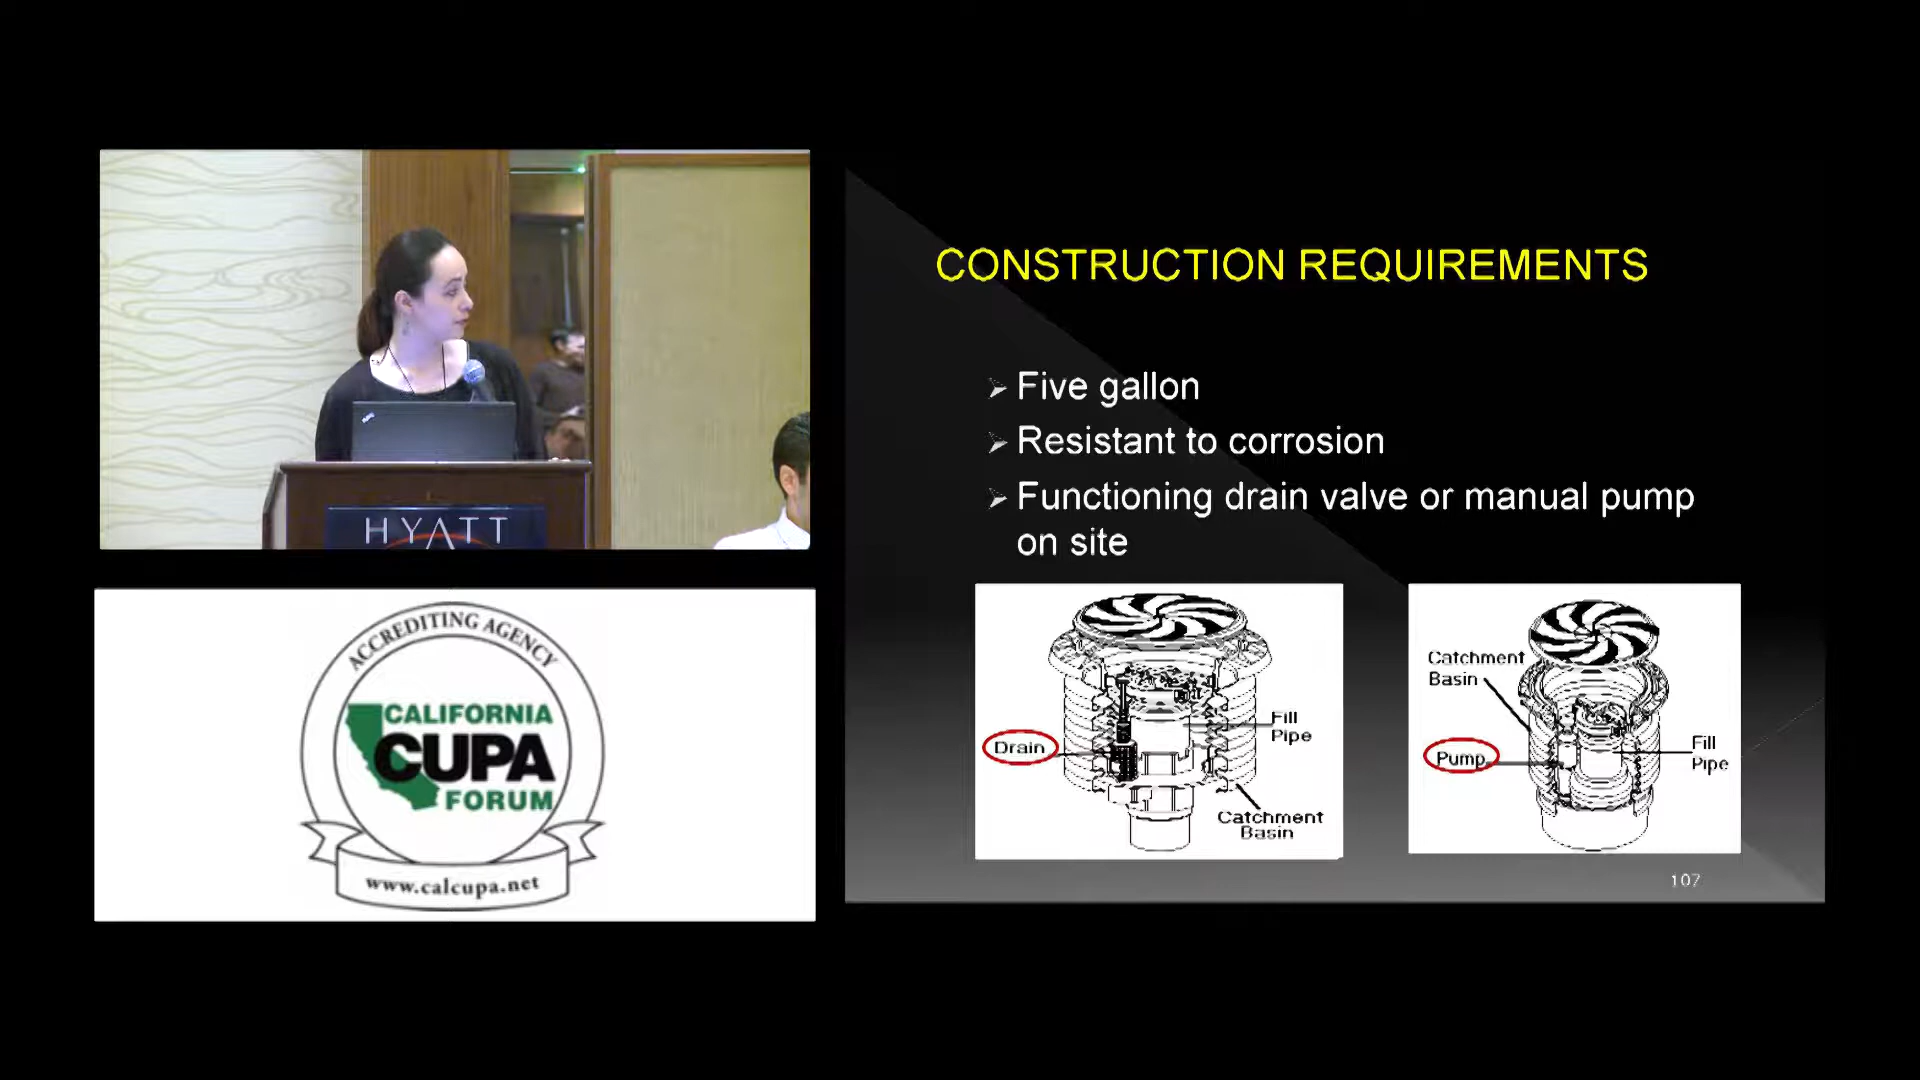 HYATT
ACCREDITING AGENCY
CALIFORNIA
CUPA
FORUM
www.calcupa.net
CONSTRUCTION REQUIREMENTS
Five gallon
Resistant to corrosion
Functioning drain valve or manual pump
on site
Drain
Fill
Pipe
Catchment
Basin
Catchment
Basin
Pump
Fill
Pipe
107